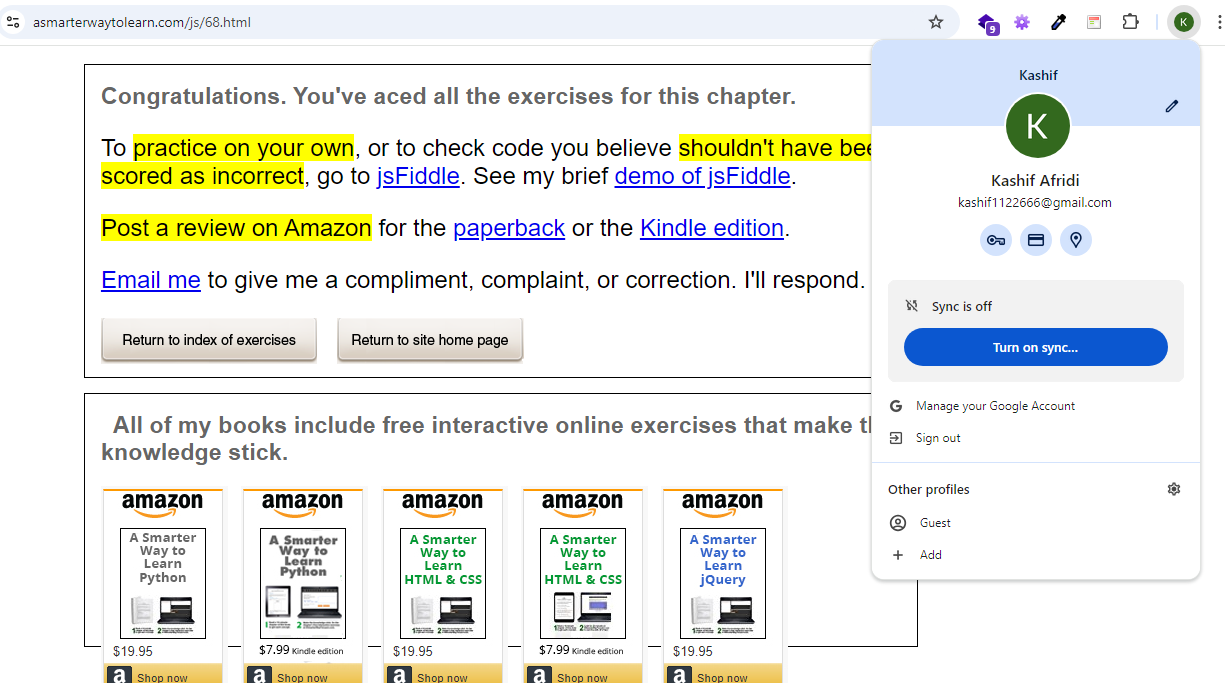 asmarterwaytolearn.com/js/68.html
9
K
Congratulations. You've aced all the exercises for this chapter.
To practice on your own, or to check code you believe shouldn't have bee
scored as incorrect, go to jsFiddle. See my brief demo of jsFiddle.
Post a review on Amazon for the paperback or the Kindle edition.
Email me to give me a compliment, complaint, or correction. I'll respond.
Return to index of exercises
Return to site home page
All of my books include free interactive online exercises that make th
knowledge stick.
amazon
A Smarter
Way to
Learn
Python
$19.95
a Shop now
amazon
A Smarter
Way to
Learn
Python
$7.99 Kindle edition
a Shop now
amazon
A Smarter
Way to
Learn
HTML & CSS
$19.95
a Shop now
amazon
A Smarter
Way to
Learn
HTML & CSS
$7.99 Kindle edition
a Shop now
amazon
A Smarter
Way to
Learn
jQuery
$19.95
a Shop now
Kashif
K
Kashif Afridi
kashif1122666@gmail.com
Sync is off
Turn on sync...
G Manage your Google Account
Sign out
Other profiles
Guest
Add